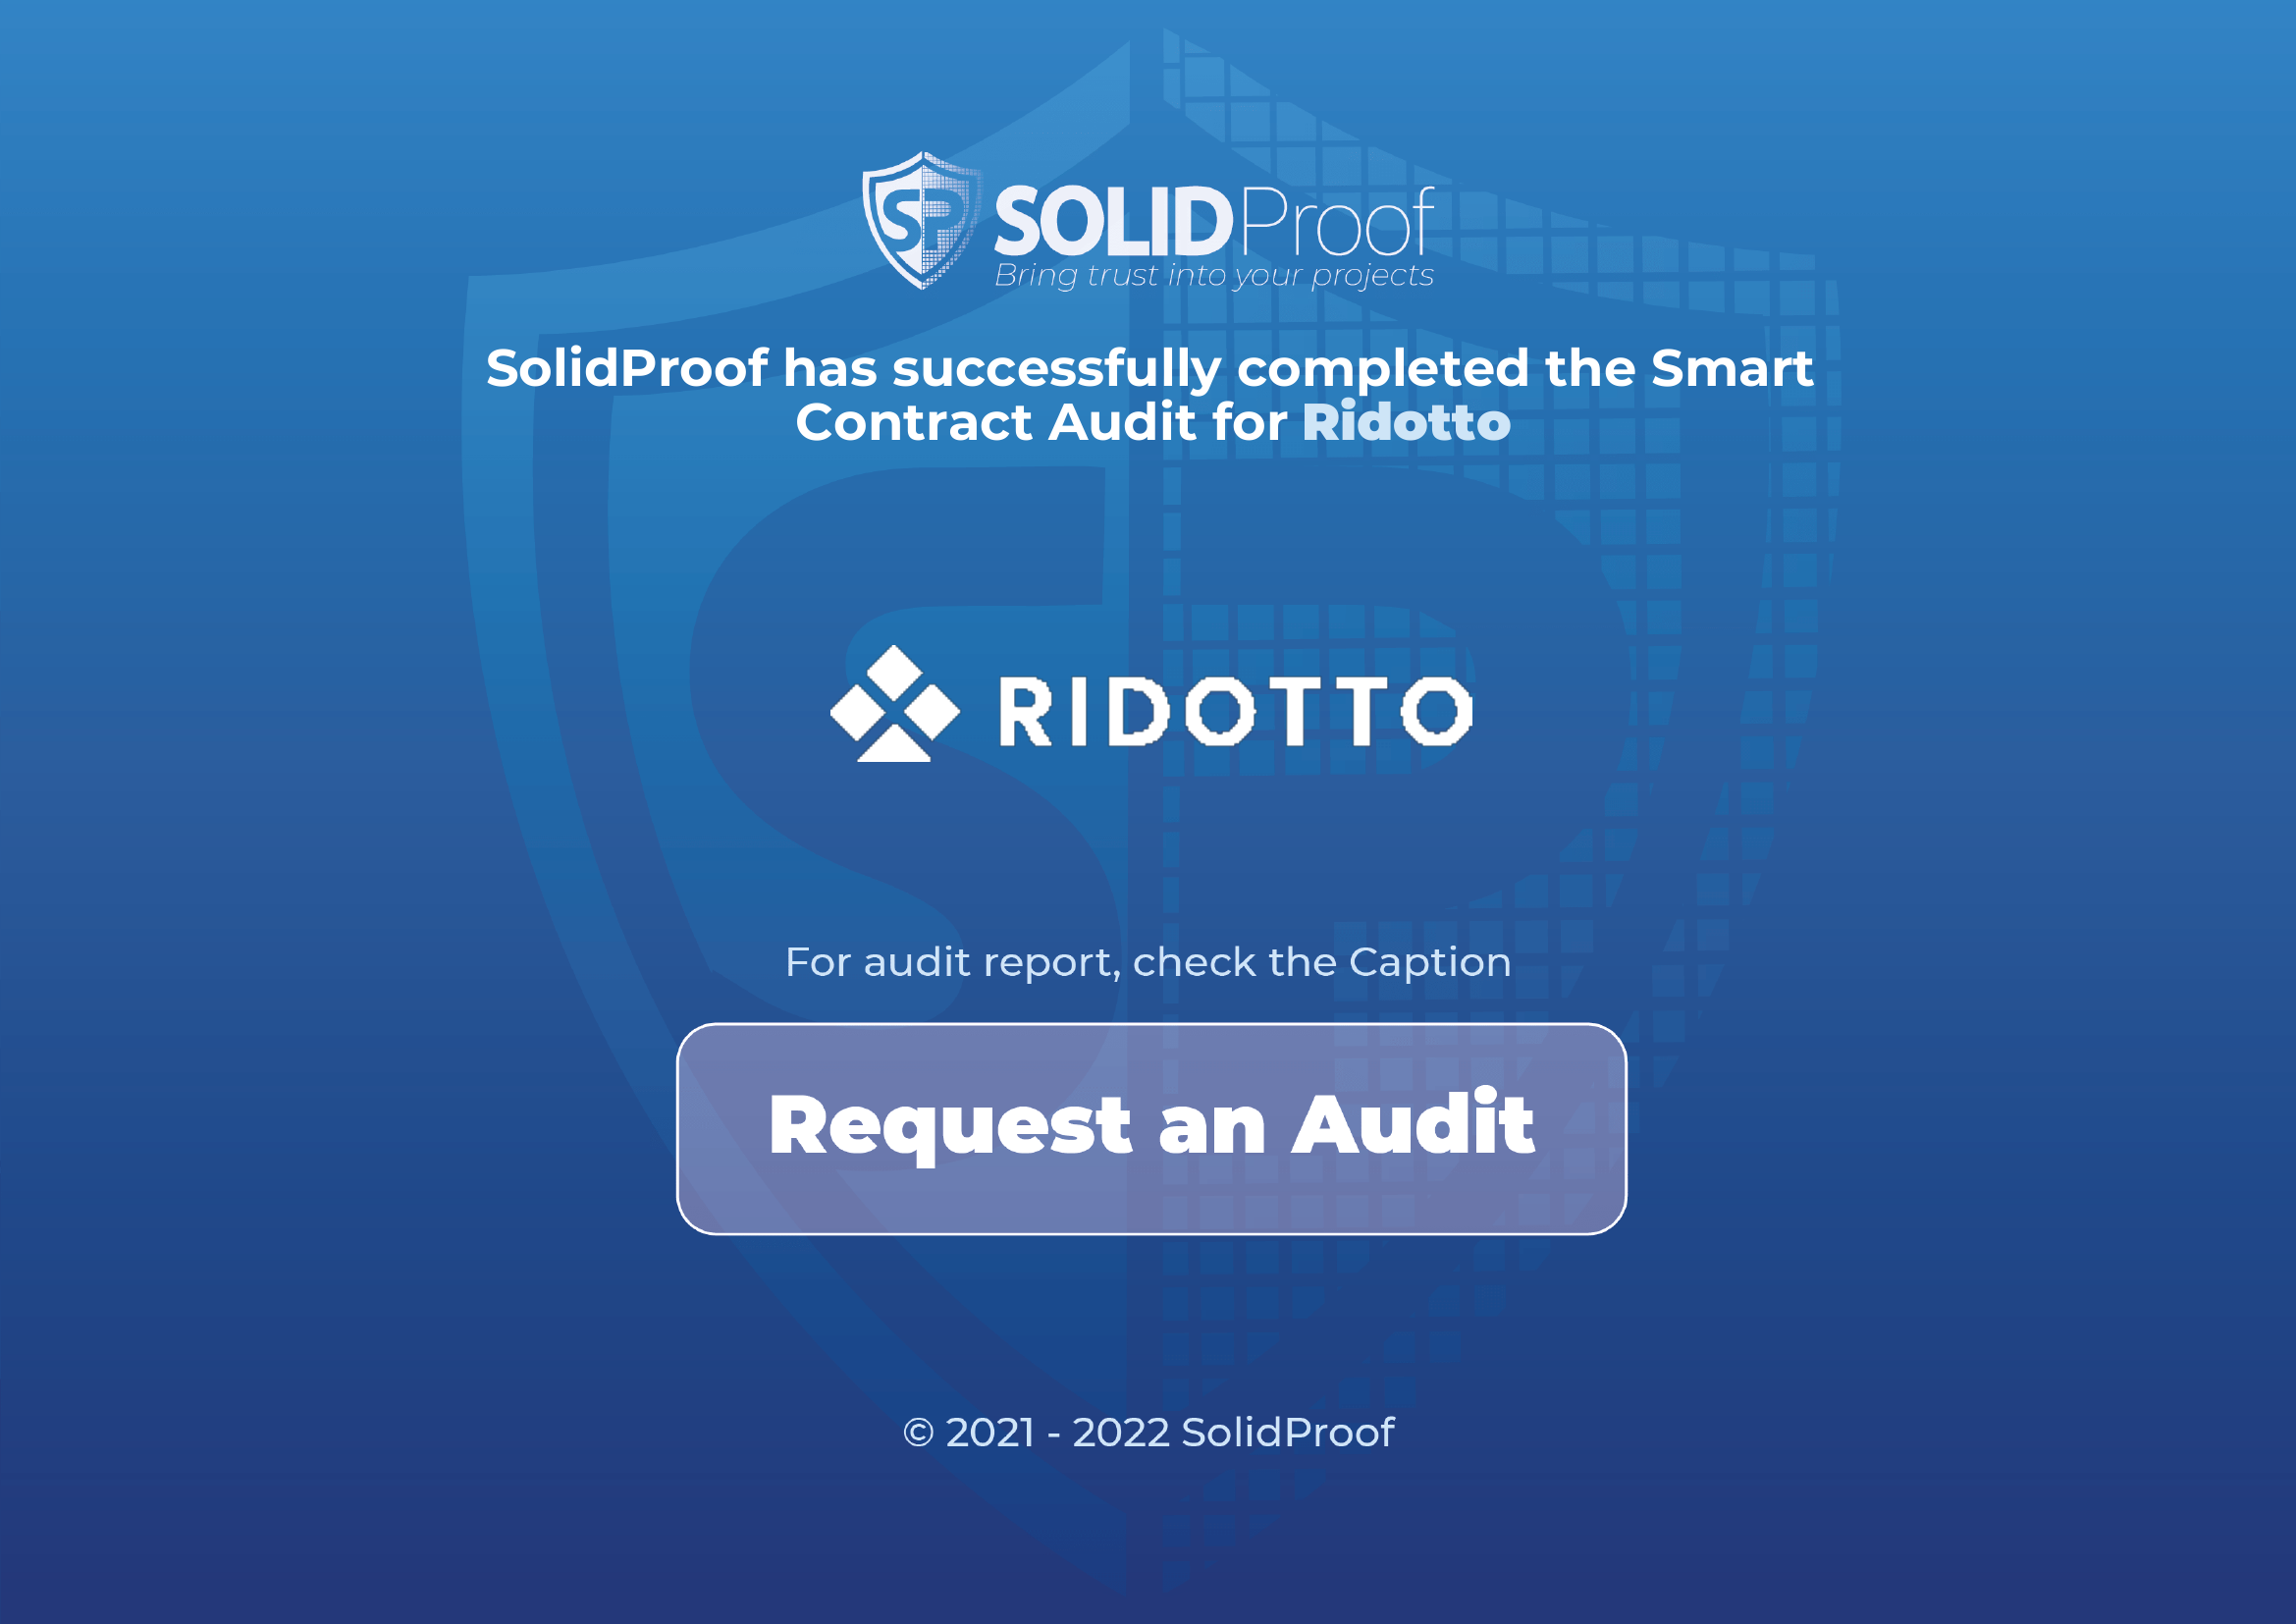 SP SOLIDProof
Bring trust into your projects
SolidProof has successfully completed the Smart
Contract Audit for Ridotto
RIDOTTO
For audit report, check the Caption
Request an Audit
© 2021 - 2022 SolidProof